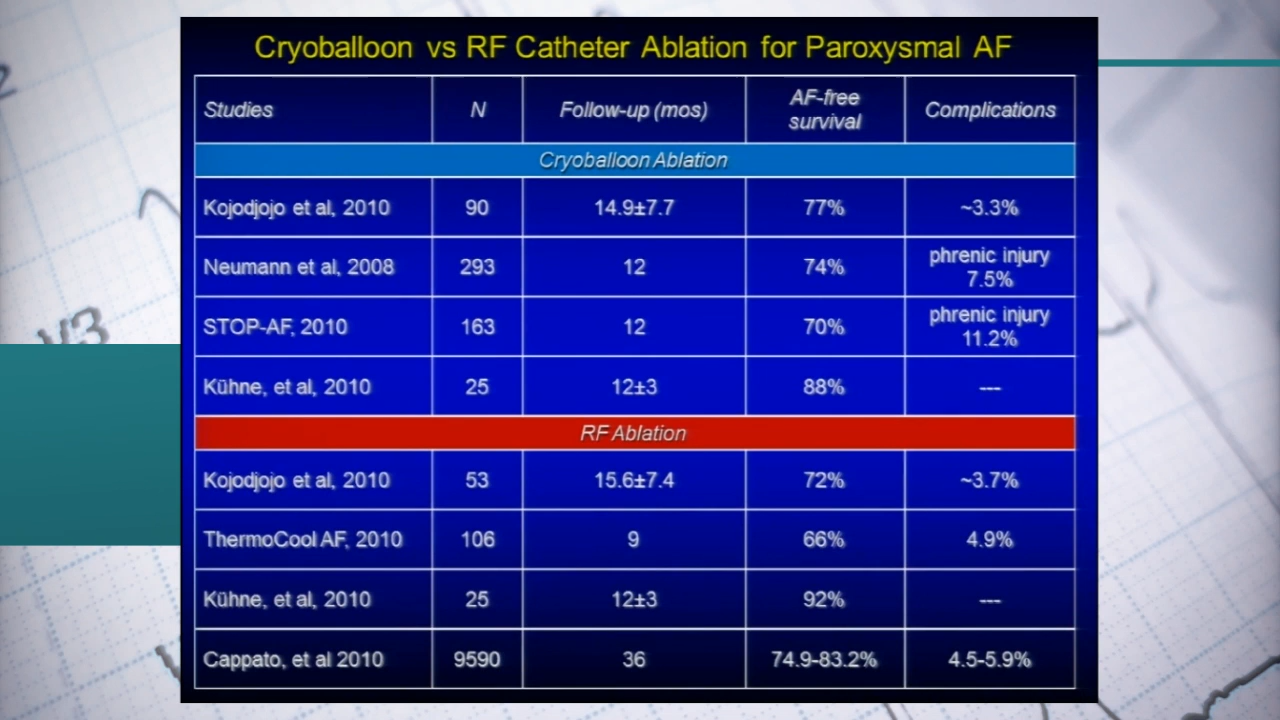 Cryoballoon vs RF Catheter Ablation for Paroxysmal AF
Studies N Follow-up (mos) AF-free survival Complications
Cryoballoon Ablation
Kojodjojo et al, 2010 90 14.9±7.7 77% ~3.3%
Neumann et al, 2008 293 12 74% phrenic injury 7.5%
STOP-AF, 2010 163 12 70% phrenic injury 11.2%
Kühne, et al, 2010 25 12±3 88% ---
RF Ablation
Kojodjojo et al, 2010 53 15.6±7.4 72% ~3.7%
ThermoCool AF, 2010 106 9 66% 4.9%
Kühne, et al, 2010 25 12±3 92% ---
Cappato, et al 2010 9590 36 74.9-83.2% 4.5-5.9%
V3
2